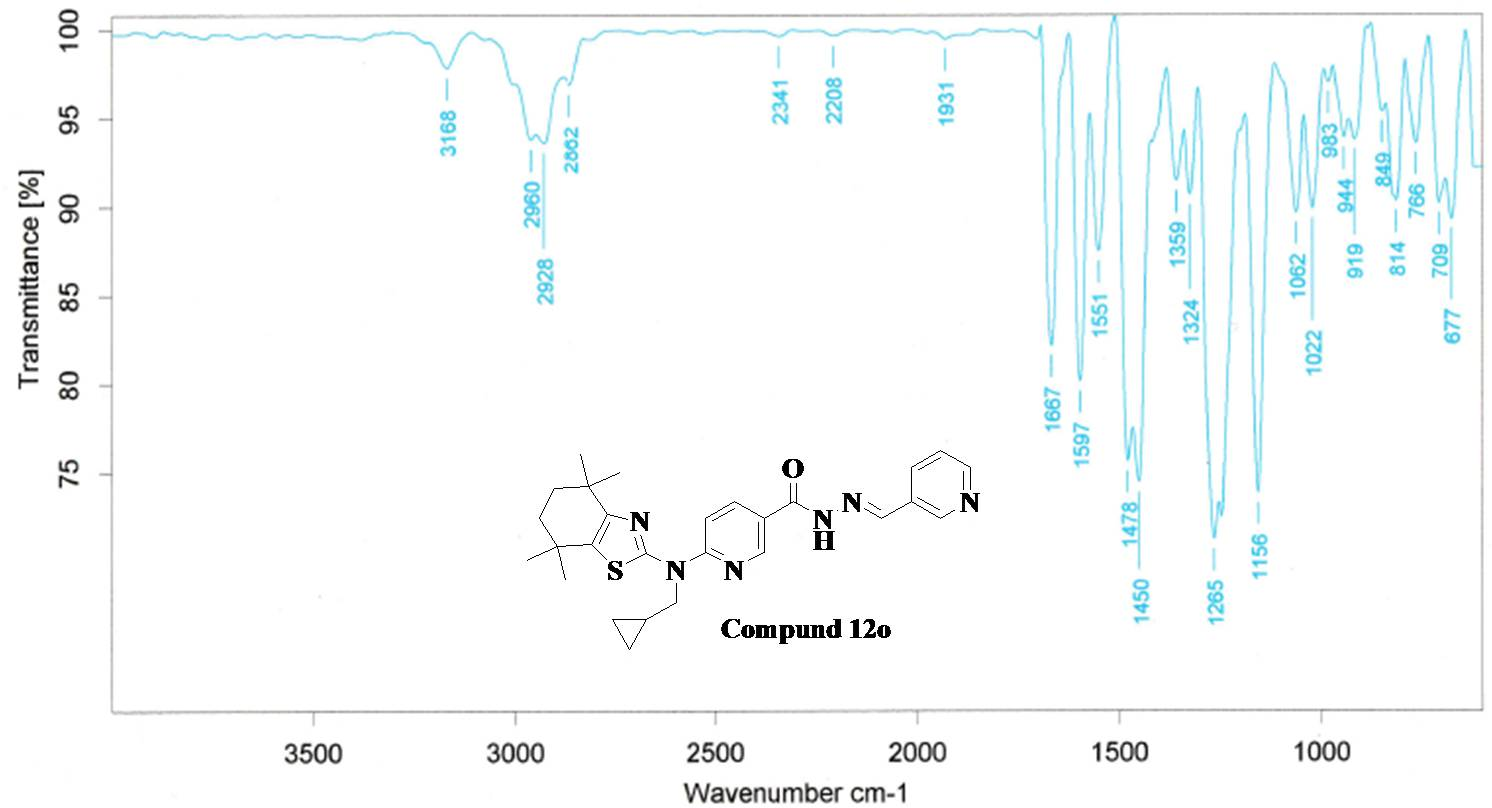 100
95
90
85
80
75
Transmittance [%]
3168
2960
2928
2862
2341
2208
1931
1667
1597
1551
1478
1450
1359
1324
1265
1156
1062
1022
983
944
919
849
814
766
709
677
O
N
N
H
N
N
N
S
N
N
Compund 12o
3500
3000
2500
2000
1500
1000
Wavenumber cm-1